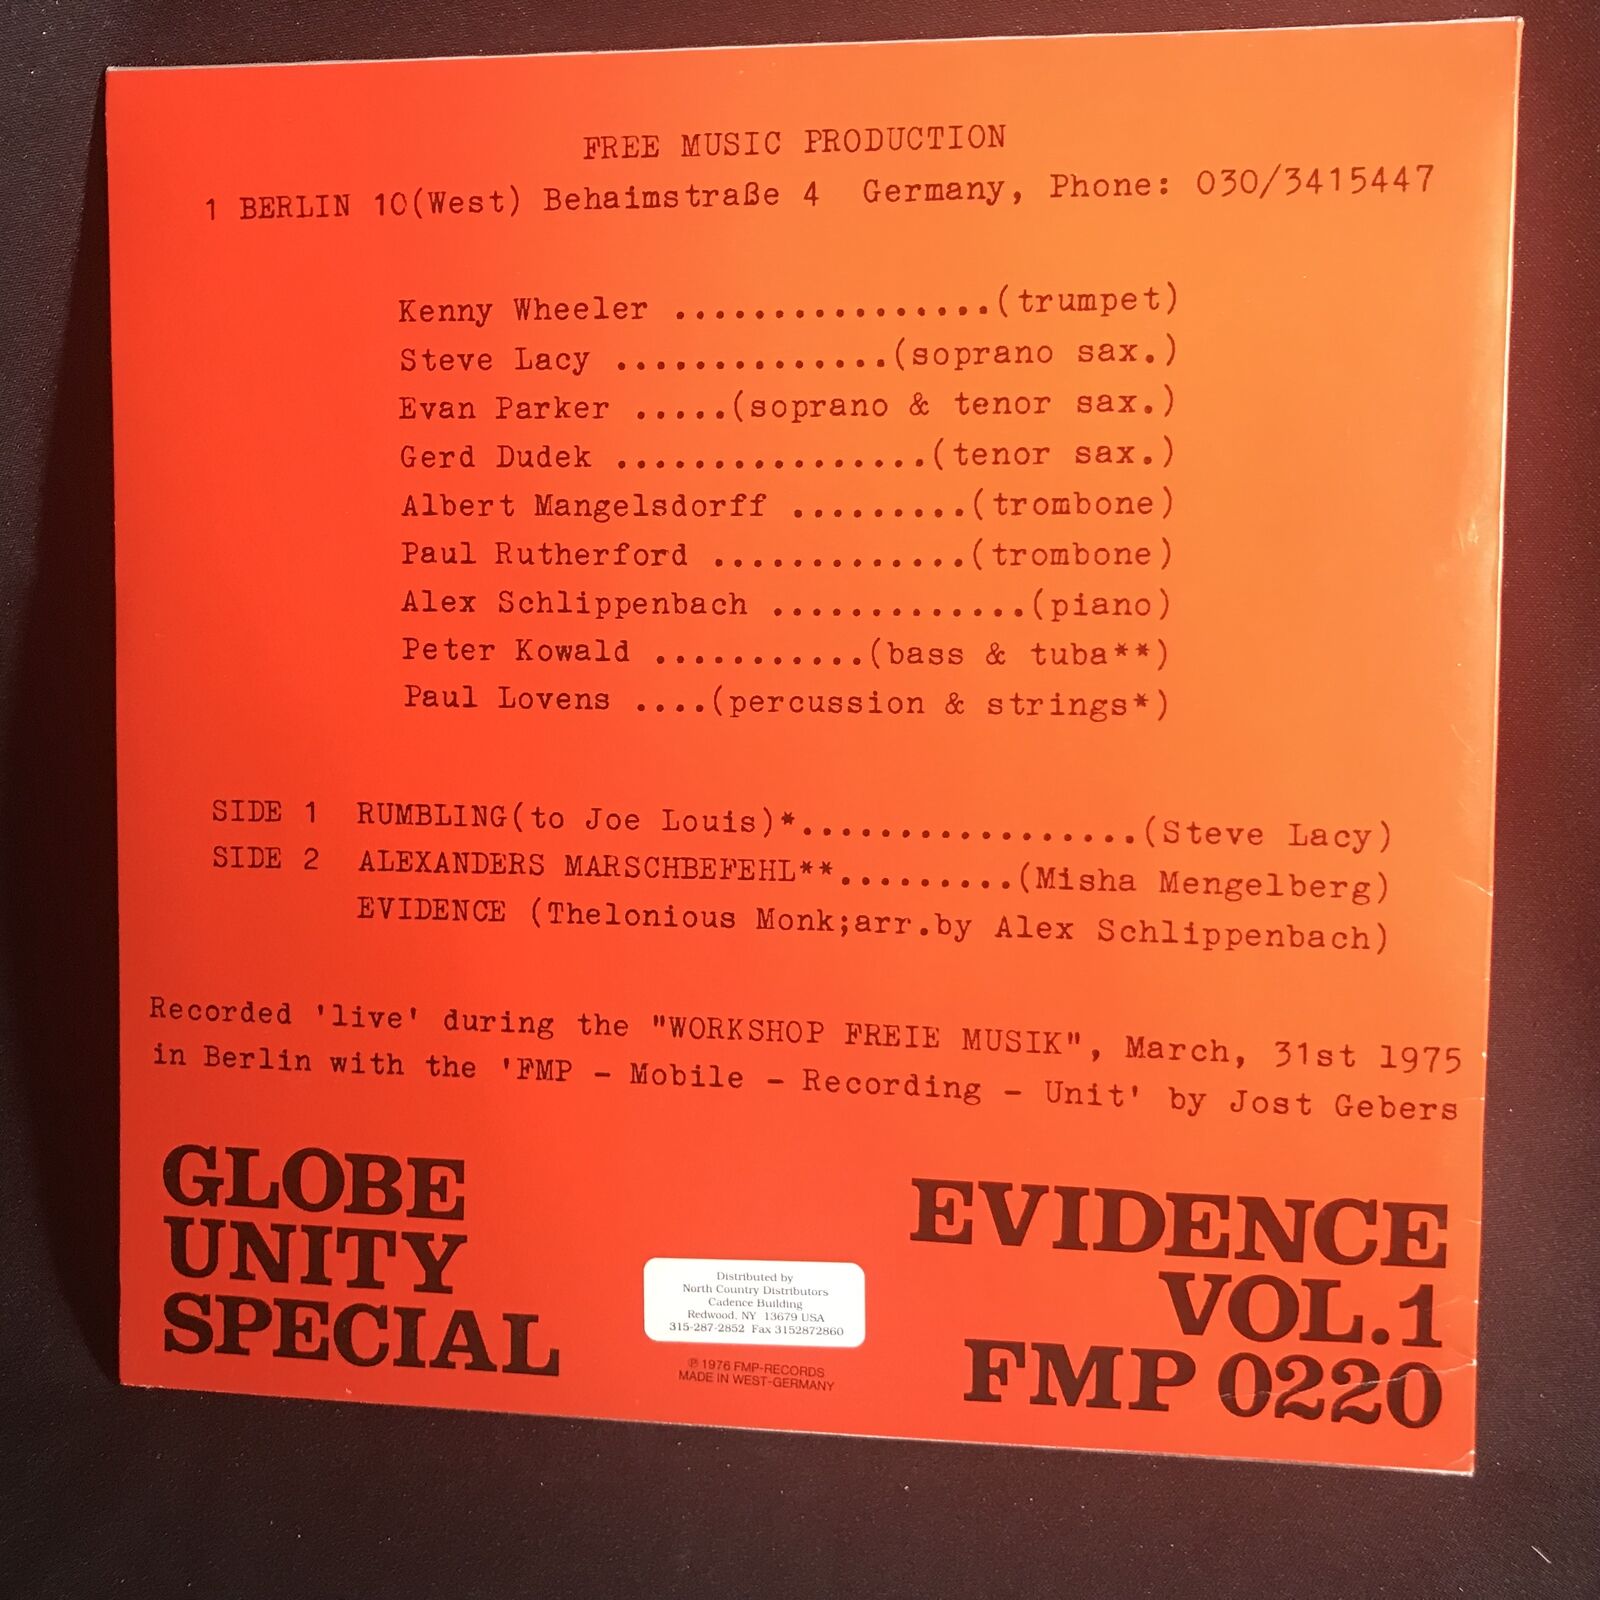 FREE MUSIC PRODUCTION
1 BERLIN 10(West) Behaimstraße 4 Germany, Phone: 030/3415447
Kenny Wheeler ................(trumpet)
Steve Lacy ..............(soprano sax.)
Evan Parker .....(soprano & tenor sax.)
Gerd Dudek ................(tenor sax.)
Albert Mangelsdorff .........(trombone)
Paul Rutherford .............(trombone)
Alex Schlippenbach .............(piano)
Peter Kowald ...........(bass & tuba**)
Paul Lovens ....(percussion & strings*)
SIDE 1 RUMBLING(to Joe Louis)*.................(Steve Lacy)
SIDE 2 ALEXANDERS MARSCHBEFEHL**.........(Misha Mengelberg)
EVIDENCE (Thelonious Monk;arr.by Alex Schlippenbach)
Recorded 'live' during the "WORKSHOP FREIE MUSIK", March, 31st 1975
in Berlin with the 'FMP - Mobile - Recording - Unit' by Jost Gebers
GLOBE
UNITY
SPECIAL
Distributed by
North Country Distributors
Cadence Building
Redwood, NY 13679 USA
315-287-2852 Fax 3152872860
℗ 1976 FMP-RECORDS
MADE IN WEST-GERMANY
EVIDENCE
VOL.1
FMP 0220